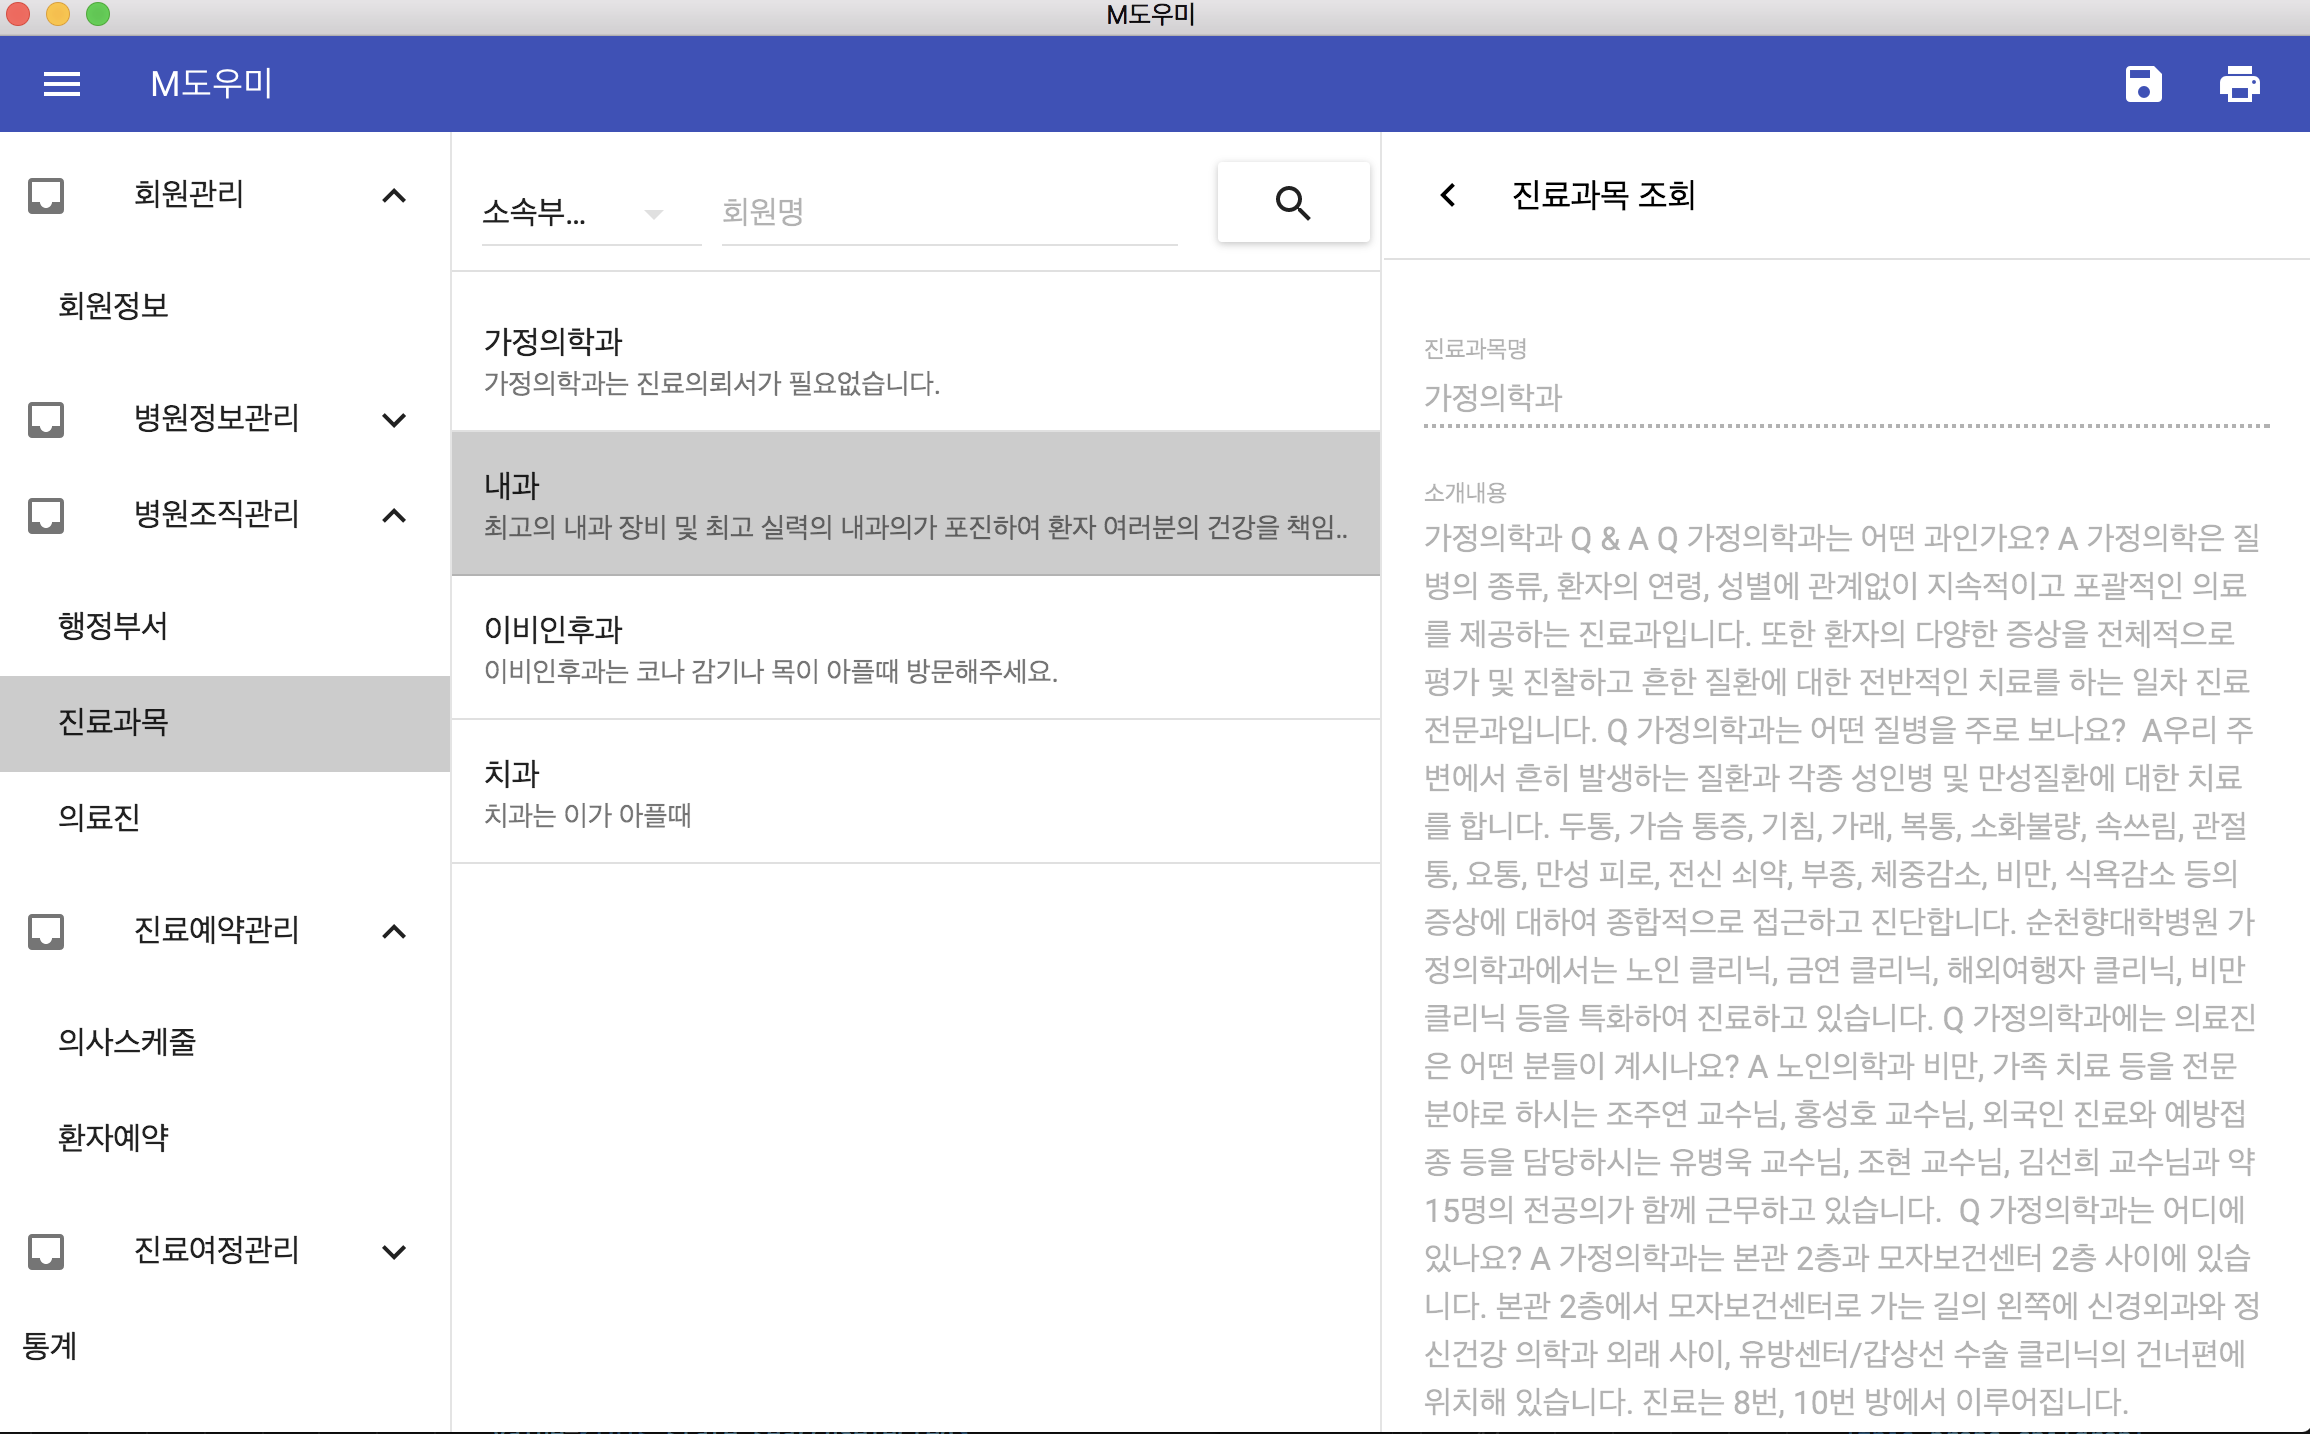 M도우미
M도우미
회원관리
회원정보
병원정보관리
병원조직관리
행정부서
진료과목
의료진
진료예약관리
의사스케줄
환자예약
진료여정관리
통계
소속부...
회원명
가정의학과
가정의학과는 진료의뢰서가 필요없습니다.
내과
최고의 내과 장비 및 최고 실력의 내과의가 포진하여 환자 여러분의 건강을 책임..
이비인후과
이비인후과는 코나 감기나 목이 아플때 방문해주세요.
치과
치과는 이가 아플때
진료과목 조회
진료과목명
가정의학과
소개내용
가정의학과 Q & A Q 가정의학과는 어떤 과인가요? A 가정의학은 질
병의 종류, 환자의 연령, 성별에 관계없이 지속적이고 포괄적인 의료
를 제공하는 진료과입니다. 또한 환자의 다양한 증상을 전체적으로
평가 및 진찰하고 흔한 질환에 대한 전반적인 치료를 하는 일차 진료
전문과입니다. Q 가정의학과는 어떤 질병을 주로 보나요?  A우리 주
변에서 흔히 발생하는 질환과 각종 성인병 및 만성질환에 대한 치료
를 합니다. 두통, 가슴 통증, 기침, 가래, 복통, 소화불량, 속쓰림, 관절
통, 요통, 만성 피로, 전신 쇠약, 부종, 체중감소, 비만, 식욕감소 등의
증상에 대하여 종합적으로 접근하고 진단합니다. 순천향대학병원 가
정의학과에서는 노인 클리닉, 금연 클리닉, 해외여행자 클리닉, 비만
클리닉 등을 특화하여 진료하고 있습니다. Q 가정의학과에는 의료진
은 어떤 분들이 계시나요? A 노인의학과 비만, 가족 치료 등을 전문
분야로 하시는 조주연 교수님, 홍성호 교수님, 외국인 진료와 예방접
종 등을 담당하시는 유병욱 교수님, 조현 교수님, 김선희 교수님과 약
15명의 전공의가 함께 근무하고 있습니다.  Q 가정의학과는 어디에
있나요? A 가정의학과는 본관 2층과 모자보건센터 2층 사이에 있습
니다. 본관 2층에서 모자보건센터로 가는 길의 왼쪽에 신경외과와 정
신건강 의학과 외래 사이, 유방센터/갑상선 수술 클리닉의 건너편에
위치해 있습니다. 진료는 8번, 10번 방에서 이루어집니다.